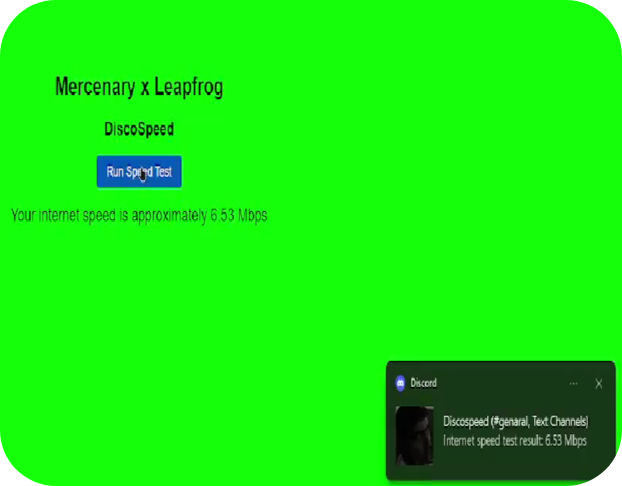 Mercenary x Leapfrog
DiscoSpeed
Run Speed Test
Your internet speed is approximately 6.53 Mbps
Discord
Discospeed (#genaral, Text Channels)
Internet speed test result: 6.53 Mbps